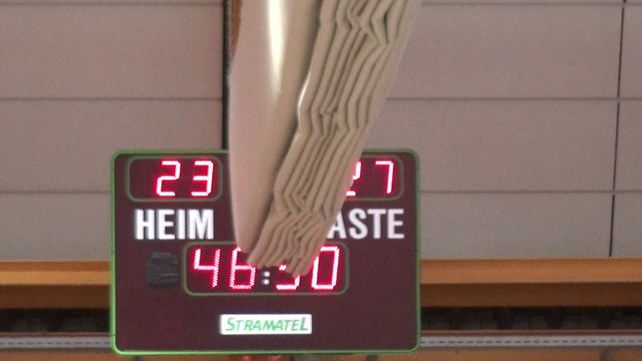 23 27
HEIM ASTE
46:30
STRAMATEL